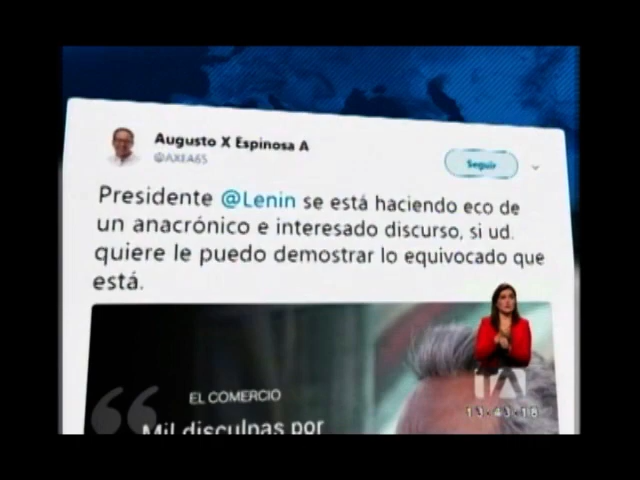 Augusto X Espinosa A
@AXEA65
Seguir
Presidente @Lenin se está haciendo eco de
un anacrónico e interesado discurso, si ud.
quiere le puedo demostrar lo equivocado que
está.
EL COMERCIO
Mil disculpas por
TA
13-43-18